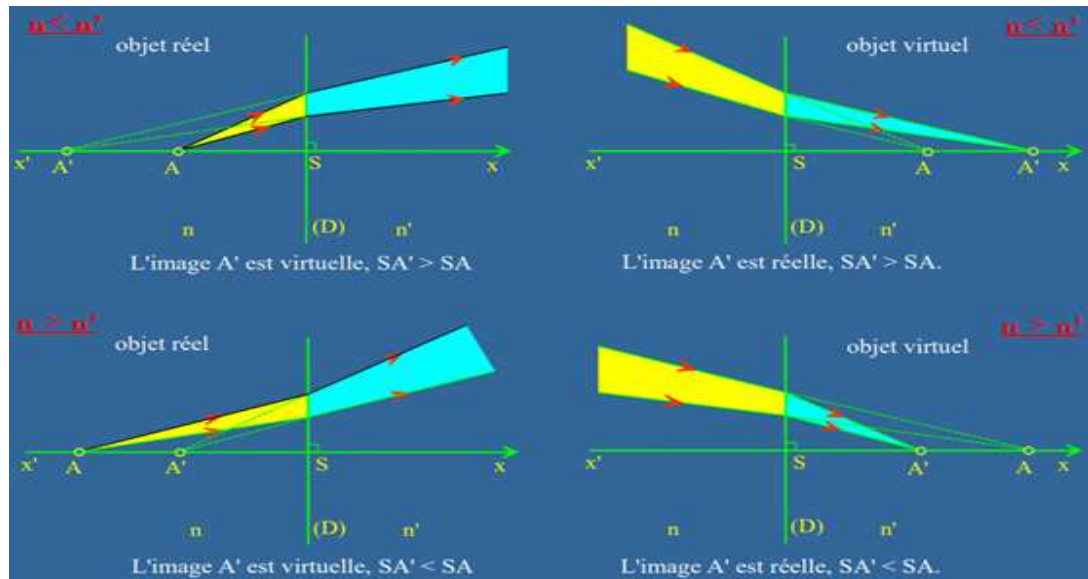 n < n'
objet réel
x'
A'
A
S
x
n
(D)
n'
L'image A' est virtuelle, SA' > SA
n < n'
objet virtuel
x'
S
A
A'
x
n
(D)
n'
L'image A' est réelle, SA' > SA.
n > n'
objet réel
x'
A
A'
S
x
n
(D)
n'
L'image A' est virtuelle, SA' < SA
n > n'
objet virtuel
x'
S
A'
A
x
n
(D)
n'
L'image A' est réelle, SA' < SA.